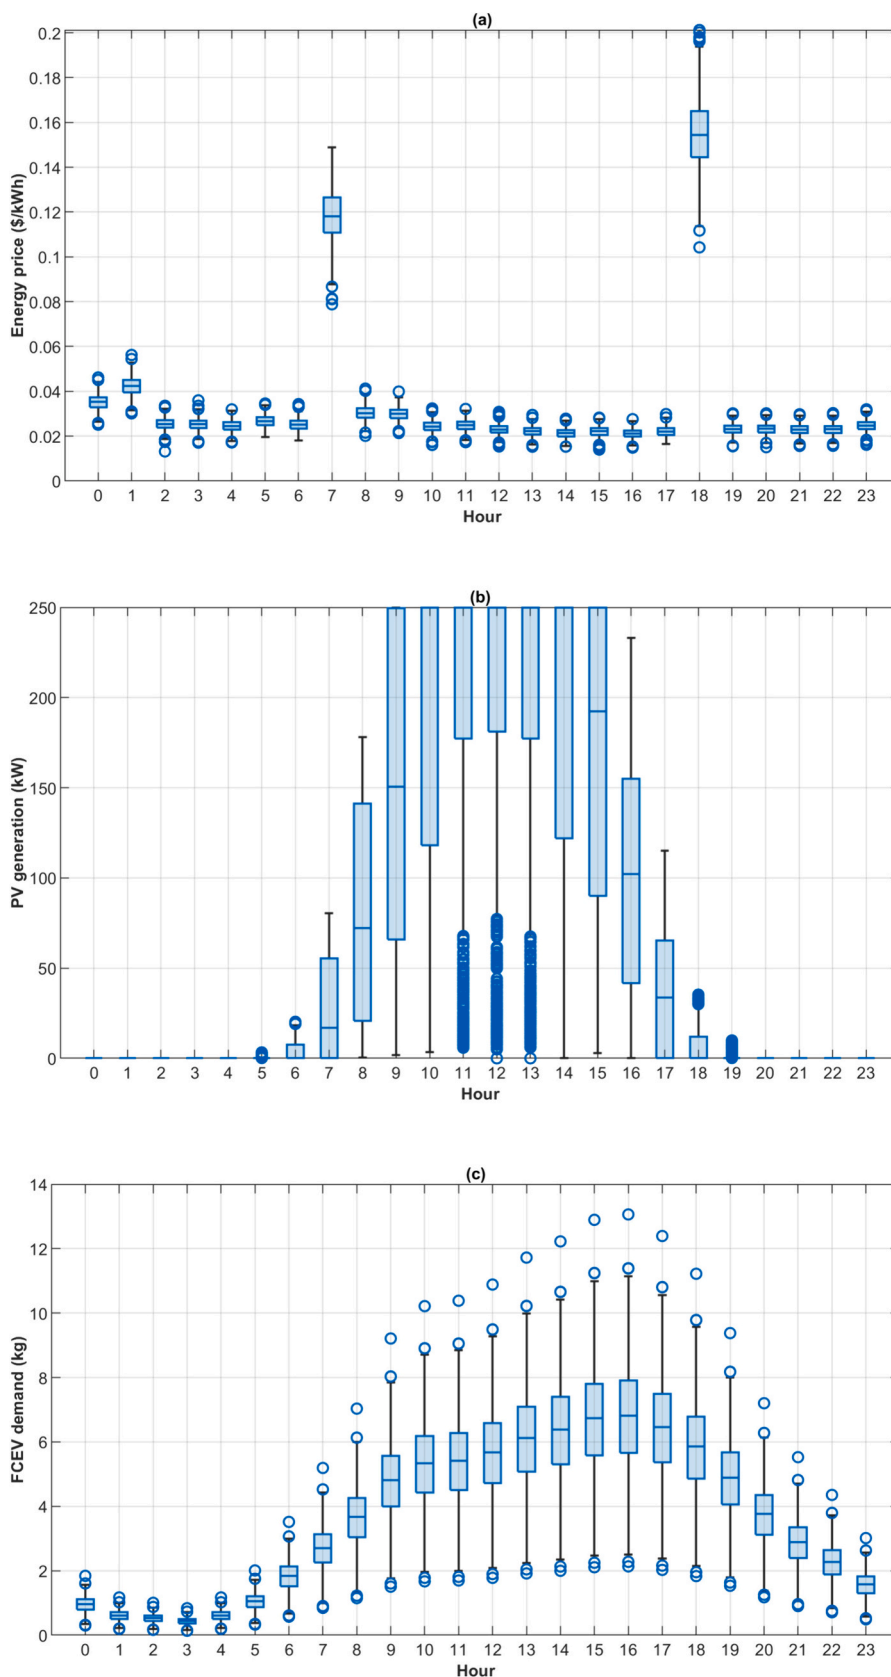 (a)
0.2
0.18
0.16
0.14
0.12
0.1
0.08
0.06
0.04
0.02
0
Energy price ($/kWh)
0 1 2 3 4 5 6 7 8 9 10 11 12 13 14 15 16 17 18 19 20 21 22 23
Hour
(b)
250
200
150
100
50
0
PV generation (kW)
0 1 2 3 4 5 6 7 8 9 10 11 12 13 14 15 16 17 18 19 20 21 22 23
Hour
(c)
14
12
10
8
6
4
2
0
FCEV demand (kg)
0 1 2 3 4 5 6 7 8 9 10 11 12 13 14 15 16 17 18 19 20 21 22 23
Hour